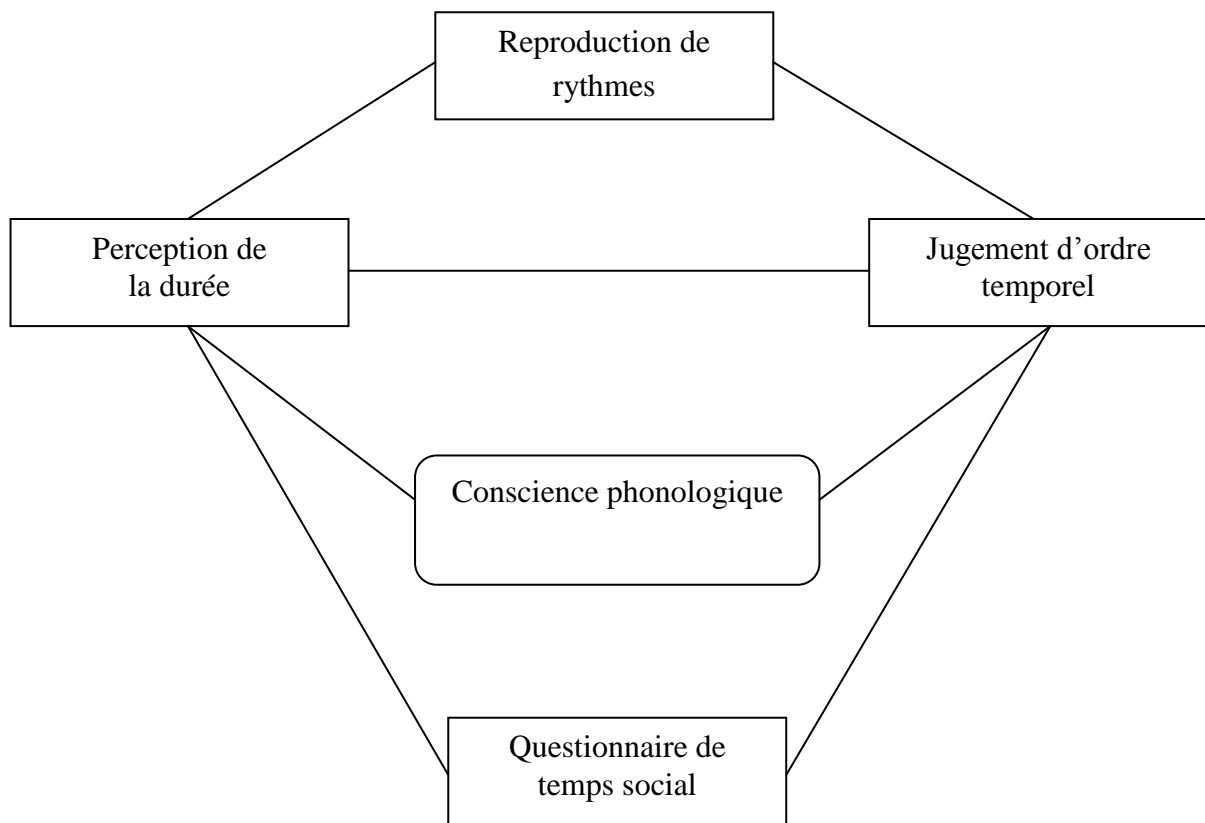 Reproduction de
rythmes
Perception de
la durée
Jugement d’ordre
temporel
Conscience phonologique
Questionnaire de
temps social